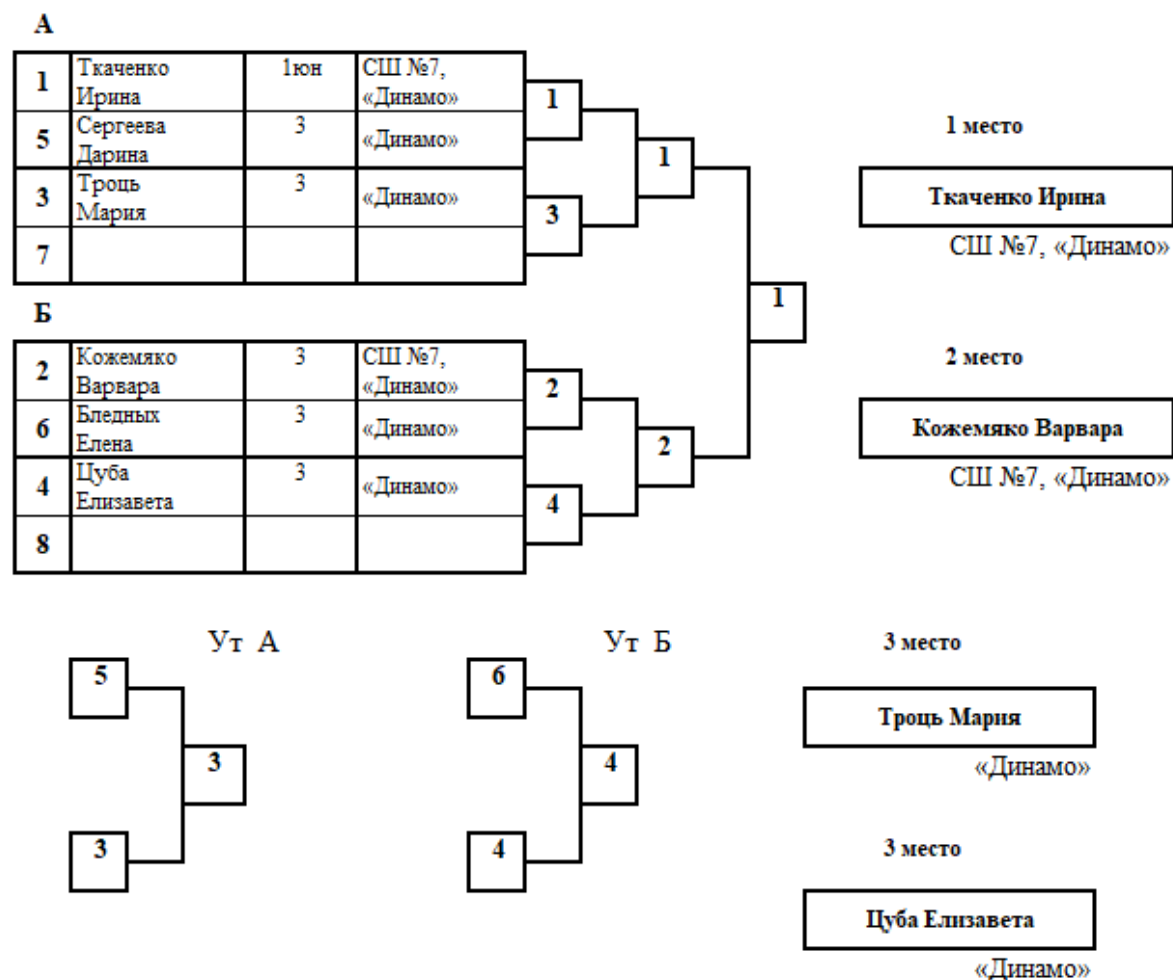 А
1 Ткаченко Ирина 1юн СШ №7, «Динамо»
1
5 Сергеева Дарина 3 «Динамо»
1
1 место
3 Троць Мария 3 «Динамо»
3
Ткаченко Ирина
7
СШ №7, «Динамо»
1
Б
2 Кожемяко Варвара 3 СШ №7, «Динамо»
2
2 место
6 Бледных Елена 3 «Динамо»
2
Кожемяко Варвара
4 Цуба Елизавета 3 «Динамо»
4
СШ №7, «Динамо»
8
Ут А
Ут Б
3 место
5
6
Троць Мария
3
4
«Динамо»
3
4
3 место
Цуба Елизавета
«Динамо»